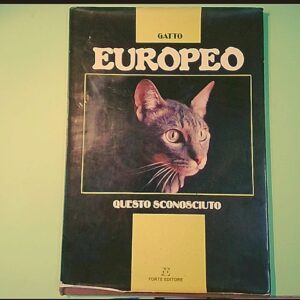 GATTO
EUROPEO
QUESTO SCONOSCIUTO
FORTE EDITORE